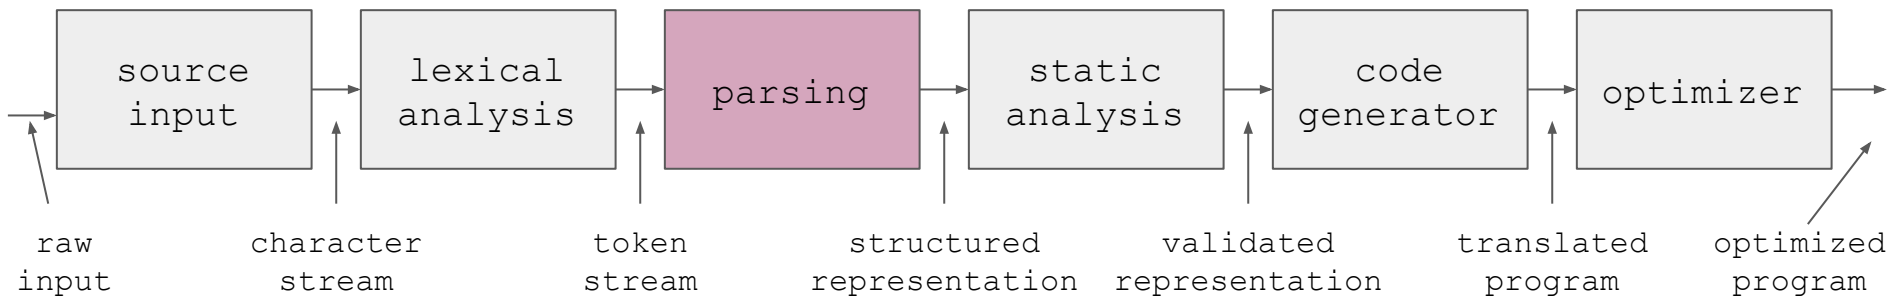 source
input
lexical
analysis
parsing
static
analysis
code
generator
optimizer
raw
input
character
stream
token
stream
structured
representation
validated
representation
translated
program
optimized
program